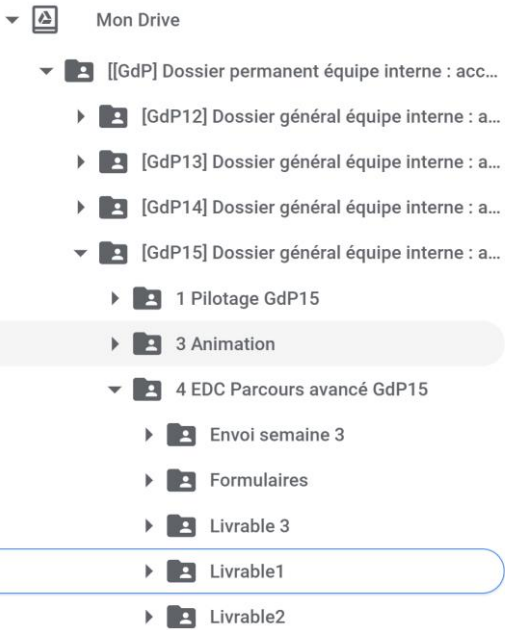 Mon Drive
[[GdP] Dossier permanent équipe interne : acc...
[GdP12] Dossier général équipe interne : a...
[GdP13] Dossier général équipe interne : a...
[GdP14] Dossier général équipe interne : a...
[GdP15] Dossier général équipe interne : a...
1 Pilotage GdP15
3 Animation
4 EDC Parcours avancé GdP15
Envoi semaine 3
Formulaires
Livrable 3
Livrable1
Livrable2